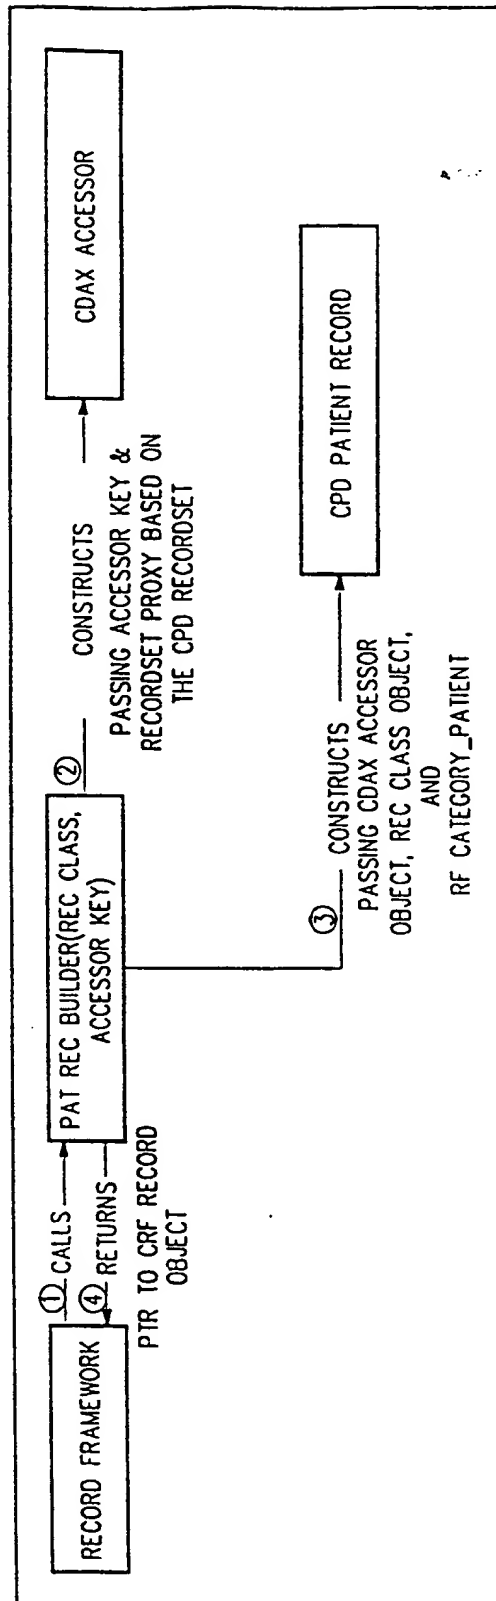 RECORD FRAMEWORK
① CALLS
④ RETURNS
PTR TO CRF RECORD
OBJECT
PAT REC BUILDER(REC CLASS,
ACCESSOR KEY)
② CONSTRUCTS
PASSING ACCESSOR KEY &
RECORDSET PROXY BASED ON
THE CPD RECORDSET
CDAX ACCESSOR
③ CONSTRUCTS
PASSING CDAX ACCESSOR
OBJECT, REC CLASS OBJECT,
AND
RF CATEGORY_PATIENT
CPD PATIENT RECORD